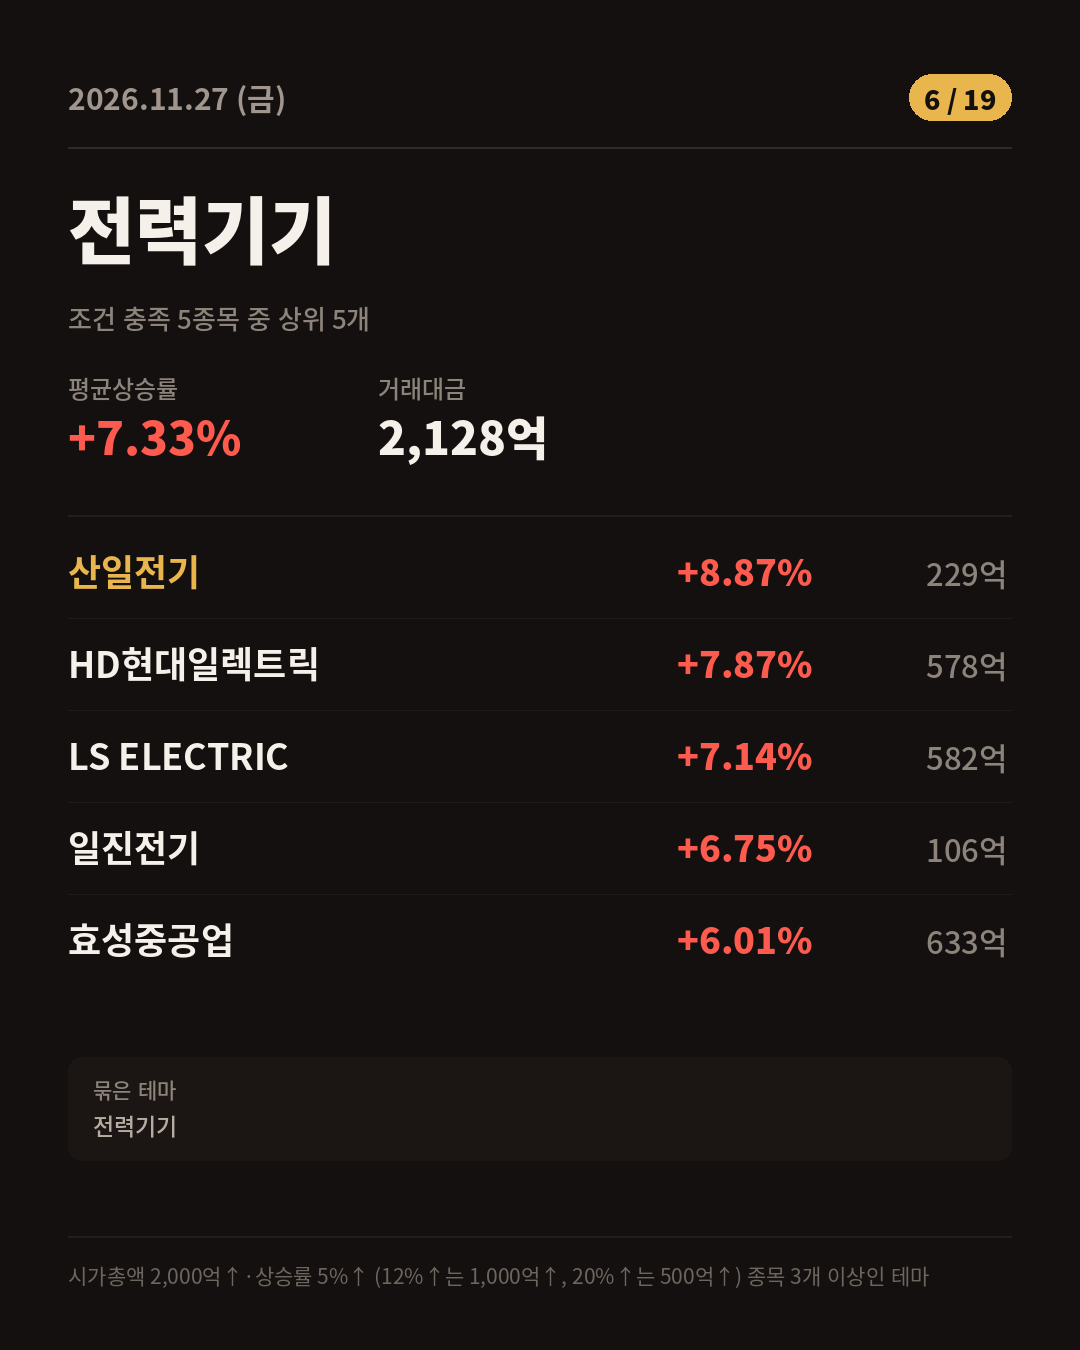 2026.11.27 (금)
6 / 19
전력기기
조건 충족 5종목 중 상위 5개
평균상승률 거래대금
+7.33% 2,128억
산일전기 +8.87% 229억
HD현대일렉트릭 +7.87% 578억
LS ELECTRIC +7.14% 582억
일진전기 +6.75% 106억
효성중공업 +6.01% 633억
묶은 테마
전력기기
시가총액 2,000억↑ · 상승률 5%↑ (12%↑는 1,000억↑, 20%↑는 500억↑) 종목 3개 이상인 테마